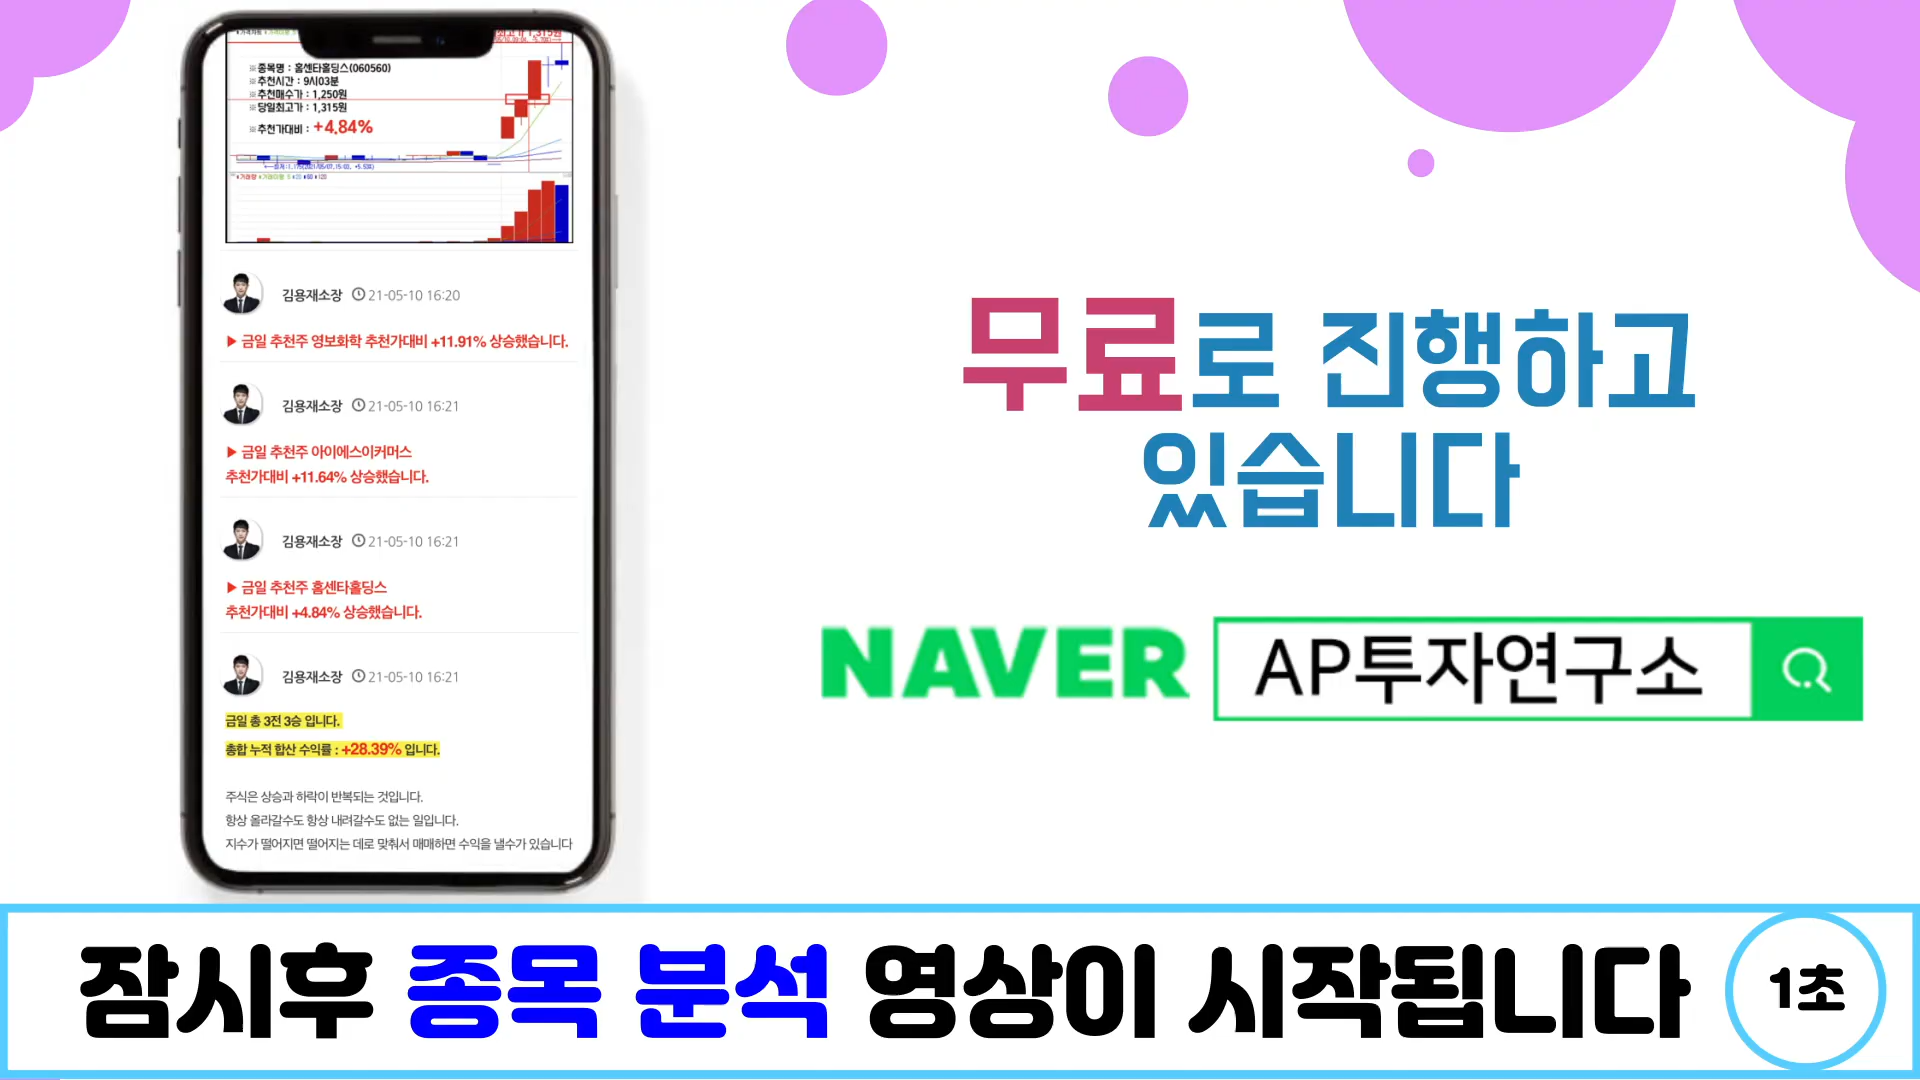 ※종목명 : 홈센타홀딩스(060560)
※추천시간 : 9시03분
※추천매수가 : 1,250원
※당일최고가 : 1,315원
※추천가대비 : +4.84%
김용재소장 21-05-10 16:20
▶ 금일 추천주 영보화학 추천가대비 +11.91% 상승했습니다.
김용재소장 21-05-10 16:21
▶ 금일 추천주 아이에스이커머스
추천가대비 +11.64% 상승했습니다.
김용재소장 21-05-10 16:21
▶ 금일 추천주 홈센타홀딩스
추천가대비 +4.84% 상승했습니다.
김용재소장 21-05-10 16:21
금일 총 3전 3승 입니다.
총합 누적 합산 수익률 : +28.39% 입니다.
주식은 상승과 하락이 반복되는 것입니다.
항상 올라갈수도 항상 내려갈수도 없는 일입니다.
지수가 떨어지면 떨어지는 데로 맞춰서 매매하면 수익을 낼수가 있습니다
무료로 진행하고
있습니다
NAVER AP투자연구소
잠시후 종목 분석 영상이 시작됩니다 1초